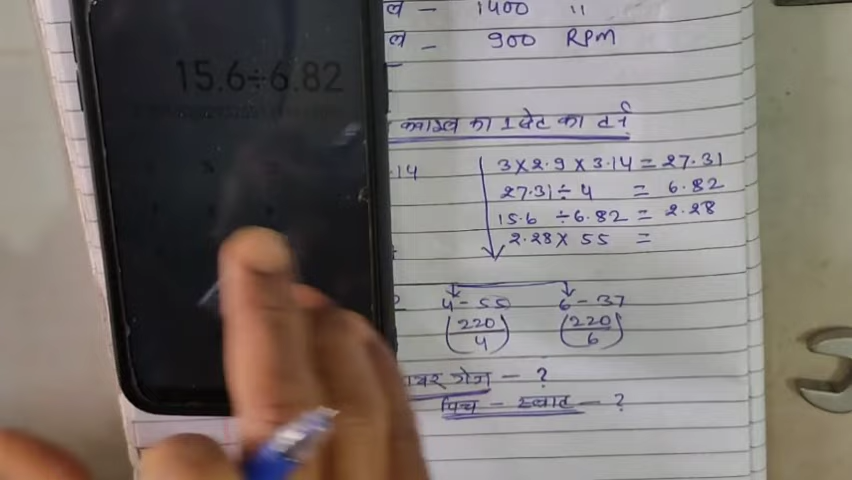 ल - 1400 "
ल - 900 RPM
15.6÷6.82
क्वाइल का 1 सेट का टर्न
.14
3×2.9×3.14 = 27.31
27.31÷4 = 6.82
15.6 ÷6.82 = 2.28
2.28×55 =
4-55 6-37
(220/4) (220/6)
गेज - ?
पिच - स्लाट - ?